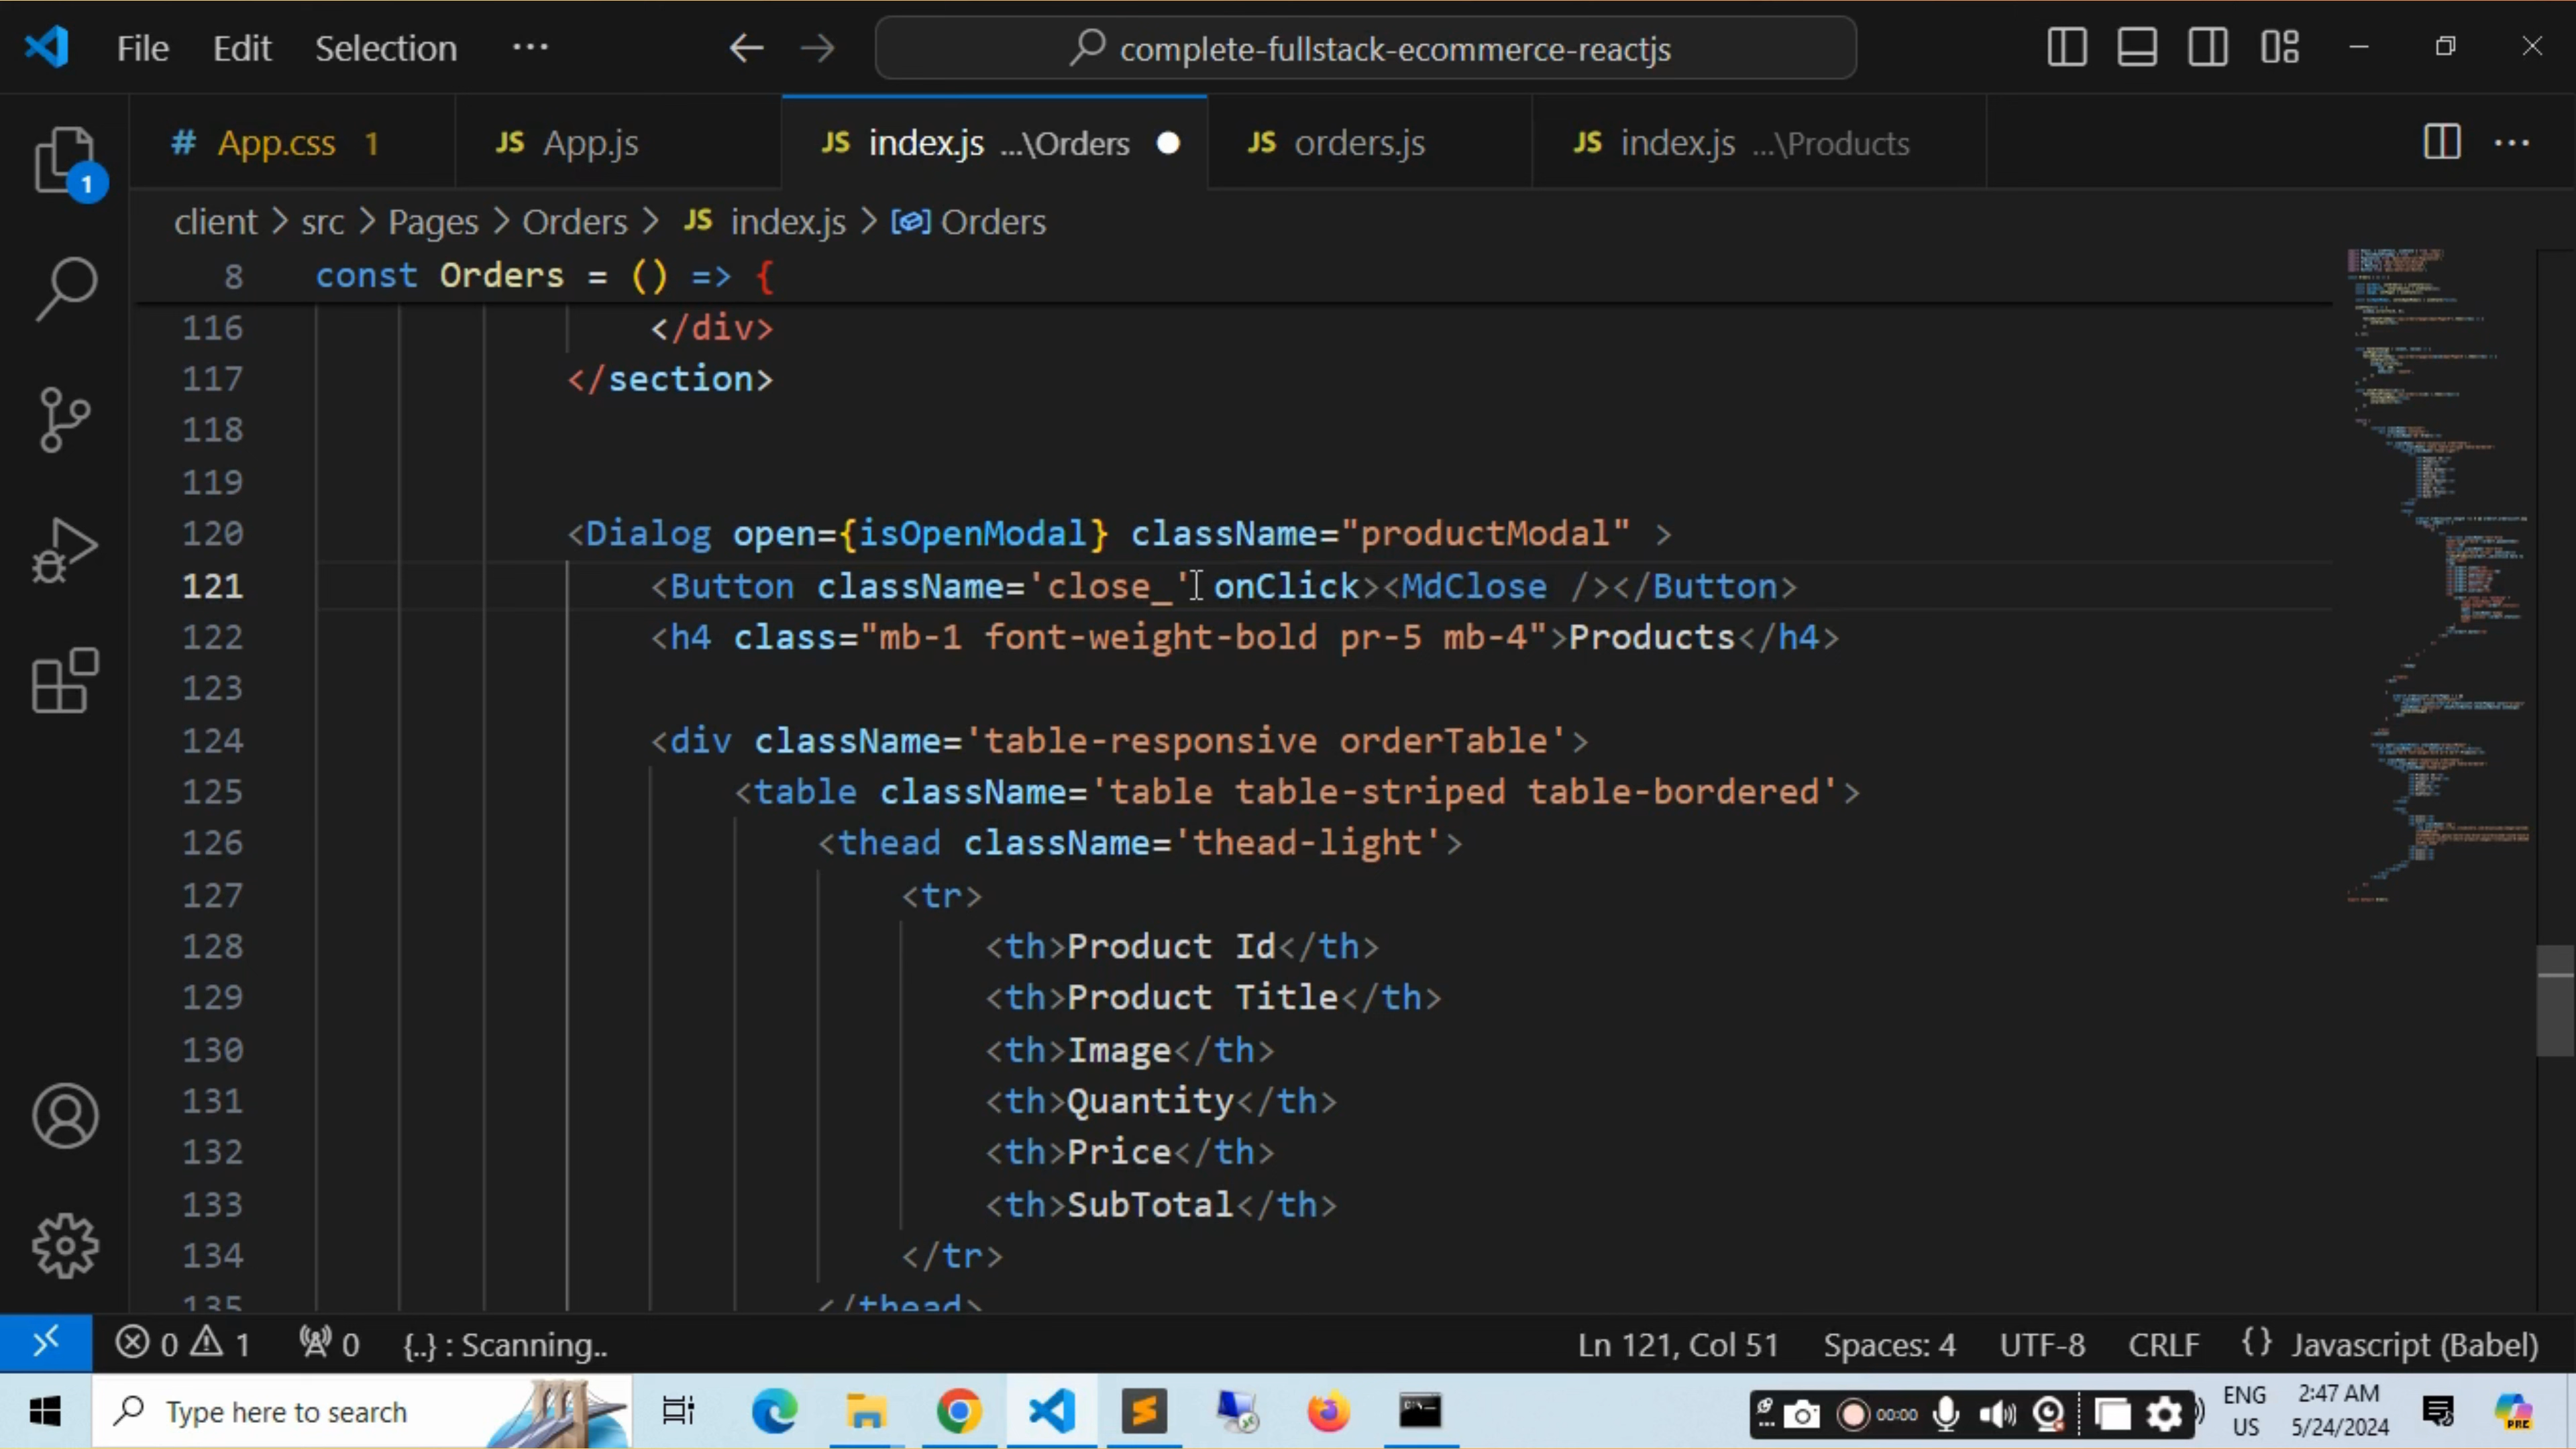 File Edit Selection ··· complete-fullstack-ecommerce-reactjs
# App.css 1 JS App.js JS index.js ...\Orders JS orders.js JS index.js ...\Products ···
1
client > src > Pages > Orders > JS index.js > Orders
8 const Orders = () => {
116 </div>
117 </section>
118
119
120 <Dialog open={isOpenModal} className="productModal" >
121 <Button className='close_' onClick><MdClose /></Button>
122 <h4 class="mb-1 font-weight-bold pr-5 mb-4">Products</h4>
123
124 <div className='table-responsive orderTable'>
125 <table className='table table-striped table-bordered'>
126 <thead className='thead-light'>
127 <tr>
128 <th>Product Id</th>
129 <th>Product Title</th>
130 <th>Image</th>
131 <th>Quantity</th>
132 <th>Price</th>
133 <th>SubTotal</th>
134 </tr>
135 </thead>
0 1 0 {..} : Scanning.. Ln 121, Col 51 Spaces: 4 UTF-8 CRLF {} Javascript (Babel)
Type here to search 00:00 ENG 2:47 AM
US 5/24/2024 PRE